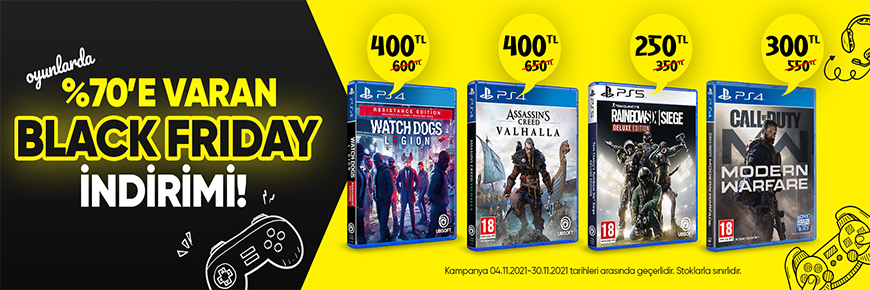 oyunlarda
%70'E VARAN
BLACK FRIDAY
İNDİRİMİ!
400TL
600TL
400TL
650TL
250TL
350TL
300TL
550TL
PS4
RESISTANCE EDITION
WATCH DOGS
LEGION
UBISOFT
PS4
ASSASSIN'S
CREED
VALHALLA
18
UBISOFT
PS5
TOM CLANCY'S
RAINBOW SIX SIEGE
DELUXE EDITION
18
UBISOFT
PS4
CALL OF DUTY
MODERN
WARFARE
18
Kampanya 04.11.2021-30.11.2021 tarihleri arasında geçerlidir. Stoklarla sınırlıdır.